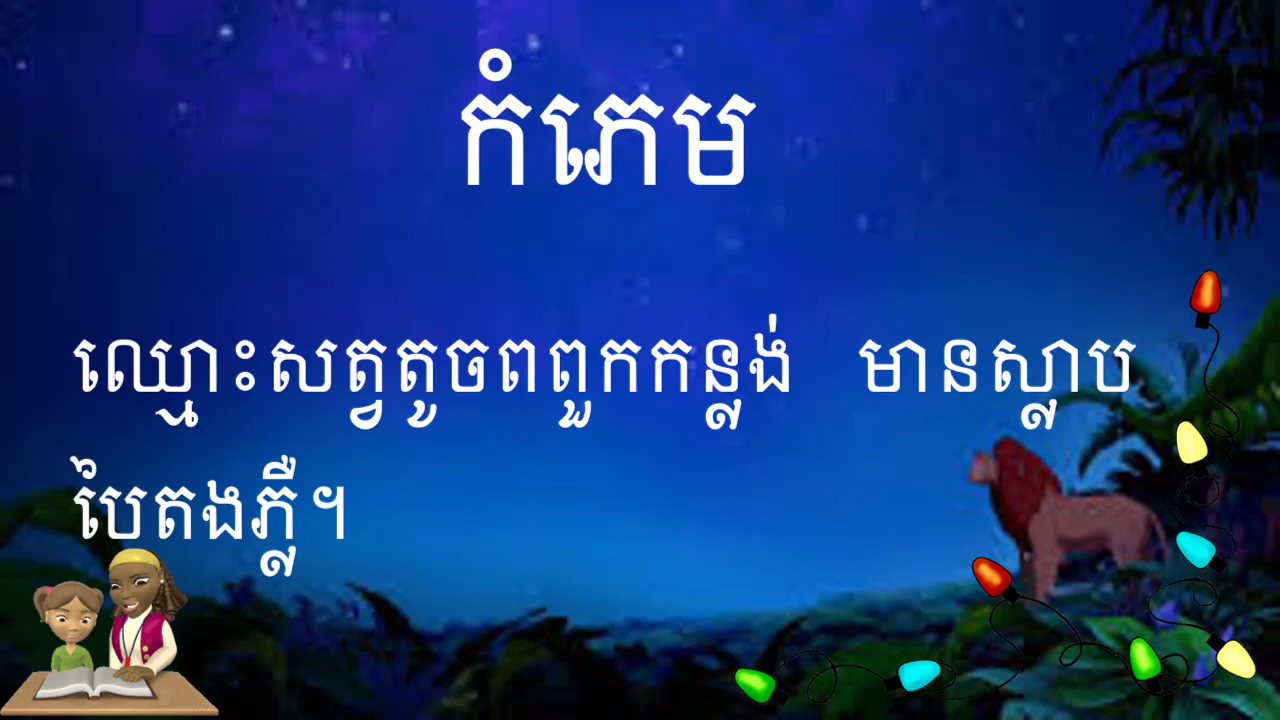 កំភេម
ឈ្មោះសត្វតូចពពួកកន្លង់ មានស្លាប
បៃតងភ្លឺ។